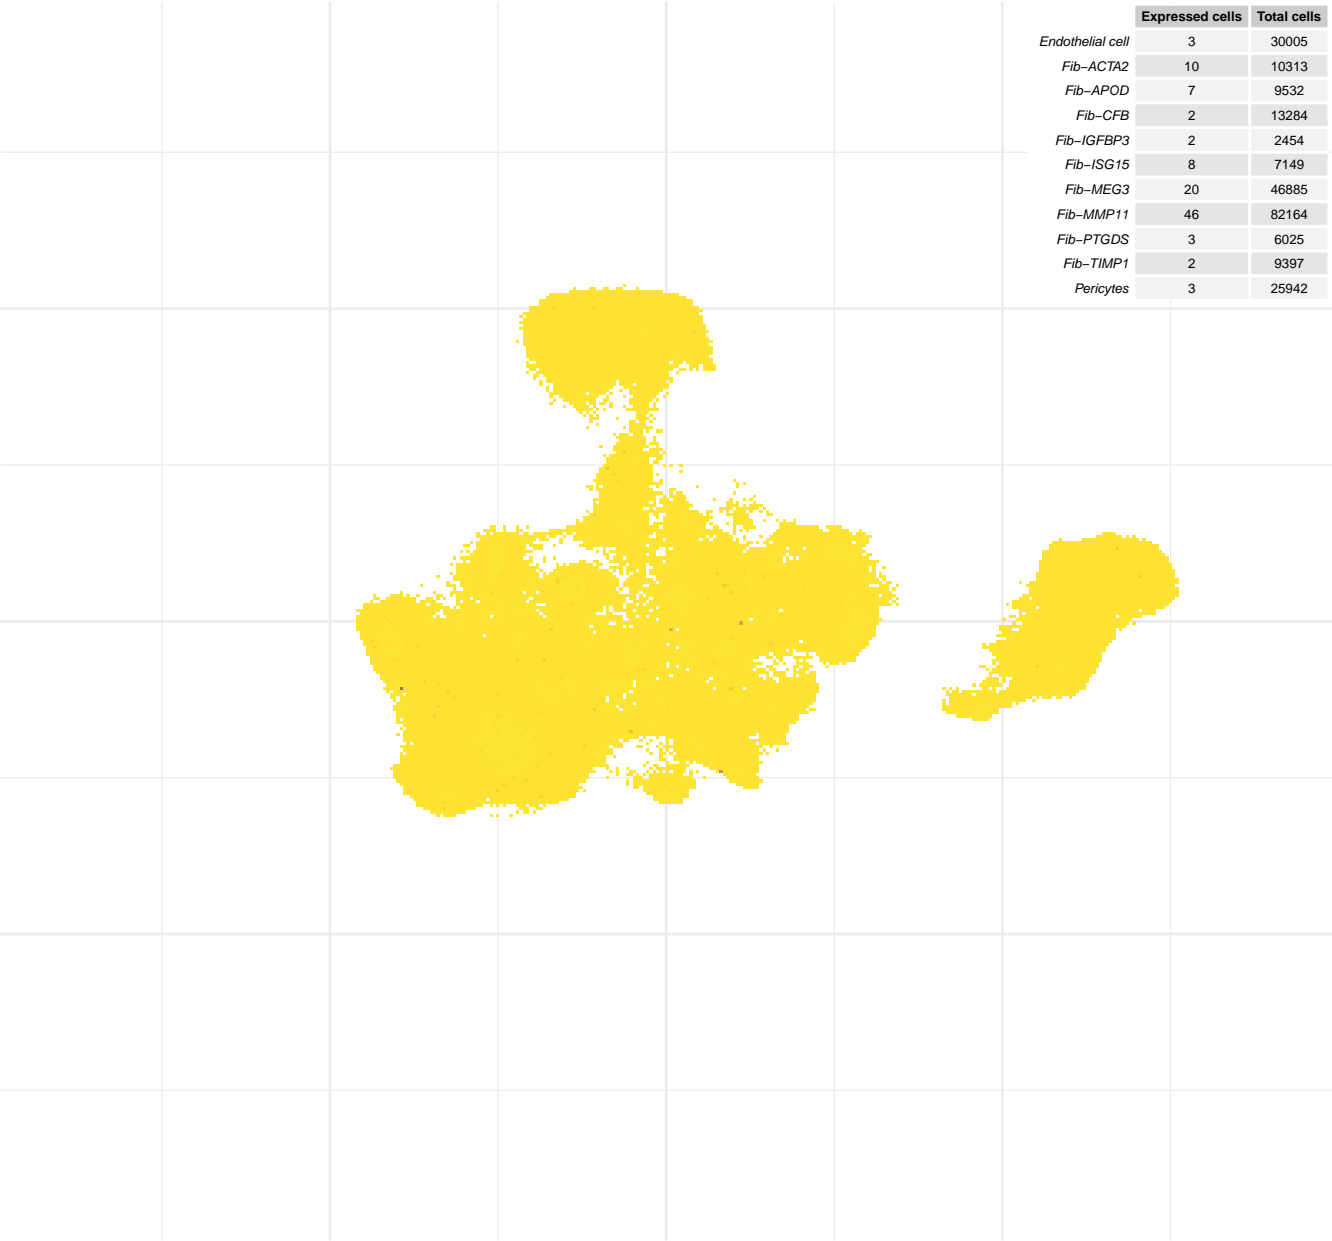 Expressed cells Total cells
Endothelial cell 3 30005
Fib−ACTA2 10 10313
Fib−APOD 7 9532
Fib−CFB 2 13284
Fib−IGFBP3 2 2454
Fib−ISG15 8 7149
Fib−MEG3 20 46885
Fib−MMP11 46 82164
Fib−PTGDS 3 6025
Fib−TIMP1 2 9397
Pericytes 3 25942